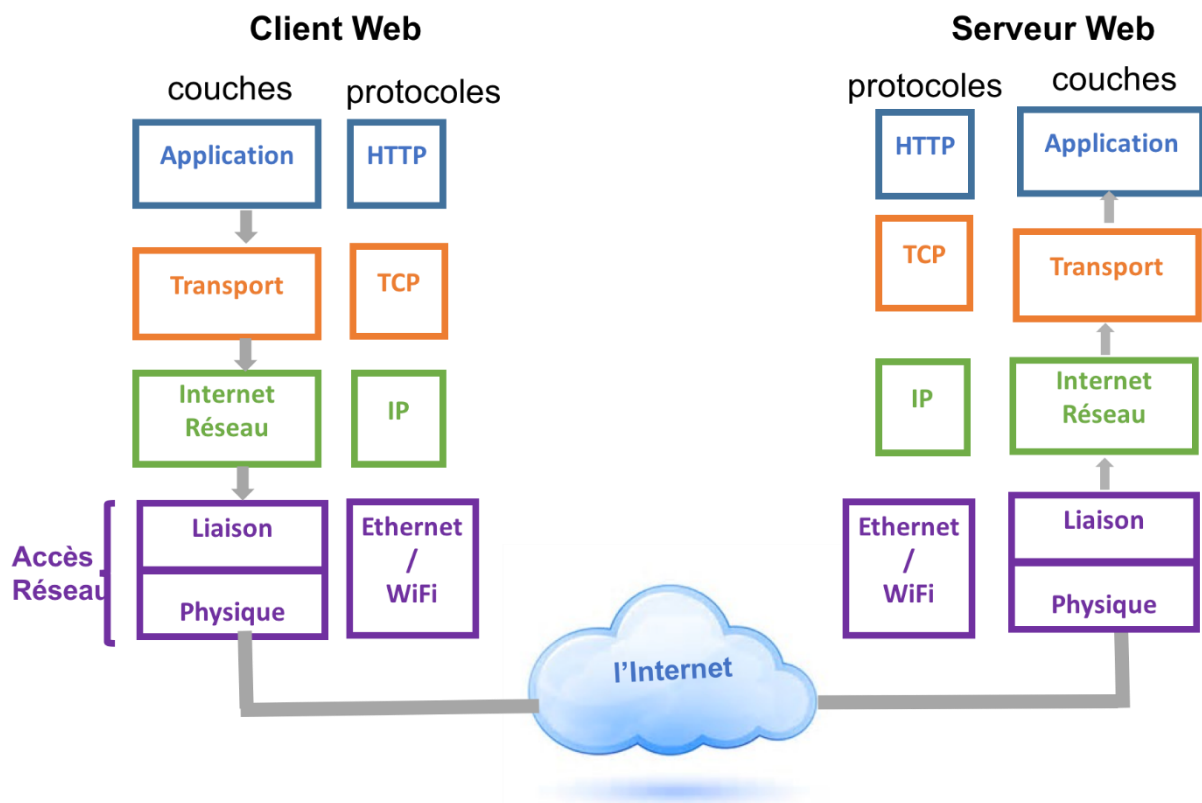 Client Web
couches
protocoles
Application
HTTP
Transport
TCP
Internet
Réseau
IP
Accès
Réseau
Liaison
Physique
Ethernet
/
WiFi
l'Internet
Serveur Web
protocoles
couches
HTTP
Application
TCP
Transport
IP
Internet
Réseau
Ethernet
/
WiFi
Liaison
Physique